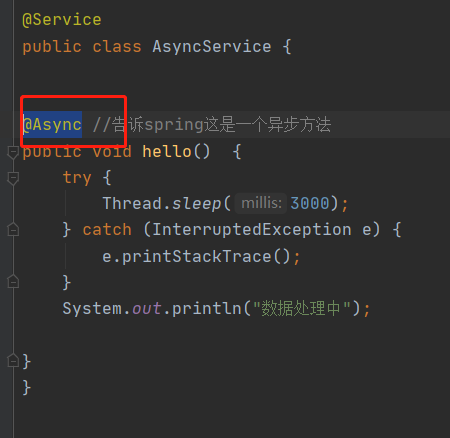 @Service
public class AsyncService {
@Async //告诉spring这是一个异步方法
public void hello()  {
try {
Thread.sleep( millis: 3000);
} catch (InterruptedException e) {
e.printStackTrace();
}
System.out.println("数据处理中");
}
}